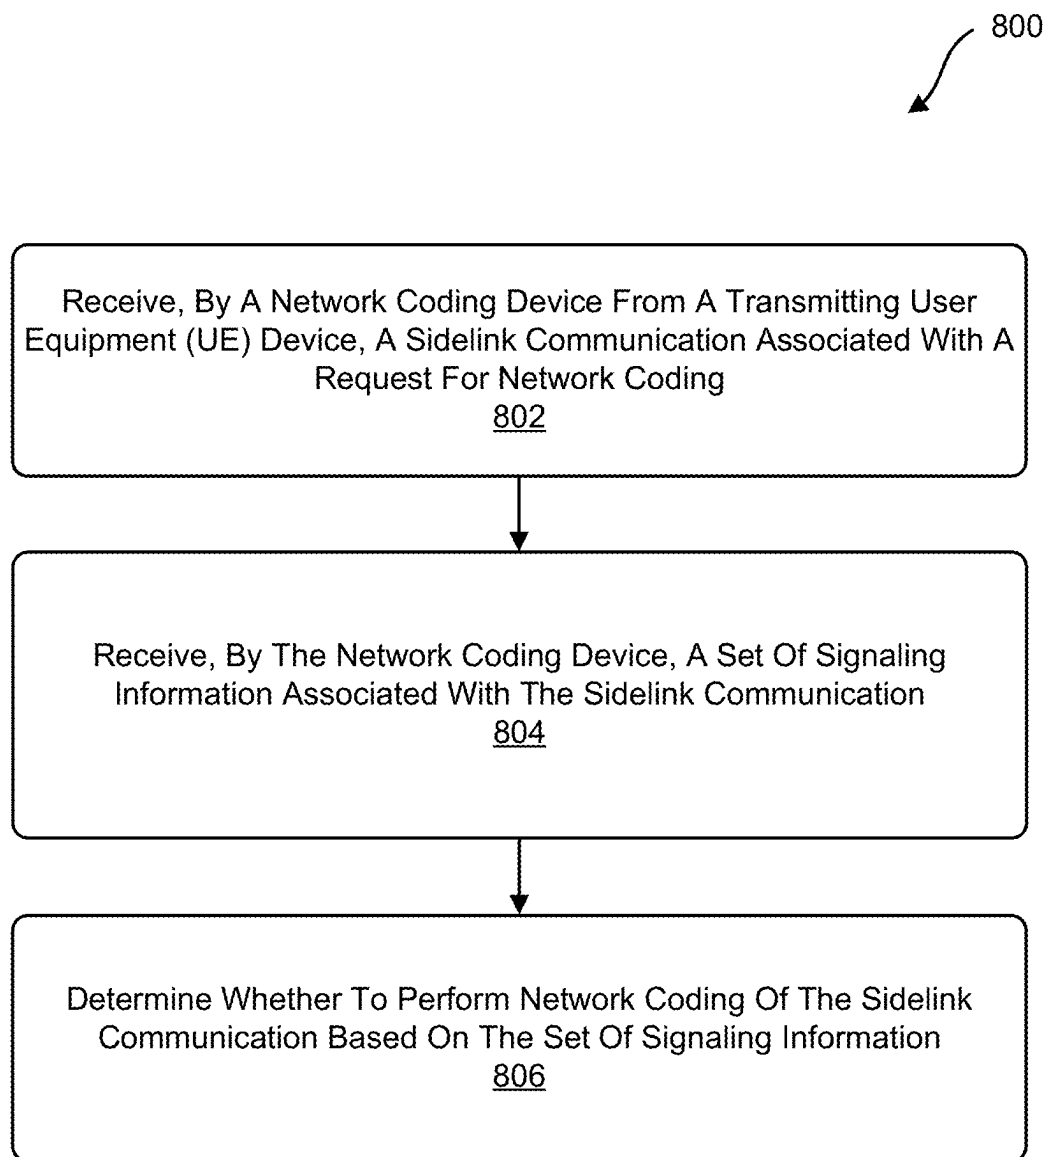 800
Receive, By A Network Coding Device From A Transmitting User
Equipment (UE) Device, A Sidelink Communication Associated With A
Request For Network Coding
802
Receive, By The Network Coding Device, A Set Of Signaling
Information Associated With The Sidelink Communication
804
Determine Whether To Perform Network Coding Of The Sidelink
Communication Based On The Set Of Signaling Information
806